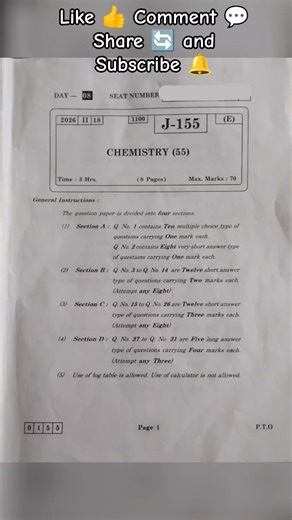 Like 👍 Comment 💬
Share 🔄 and
Subscribe 🔔
DAY — 08 SEAT NUMBER
2026 II 18 1100 J-155 (E)
CHEMISTRY (55)
Time : 3 Hrs. (8 Pages) Max. Marks : 70
General Instructions :
The question paper is divided into four sections.
(1) Section A : Q. No. 1 contains Ten multiple choice type
of questions carrying One mark each.
Q. No. 2 contains Eight very short answer type
of questions carrying One mark each.
(2) Section B : Q. No. 3 to Q. No. 14 are Twelve short answer
type of questions carrying Two marks each.
(Attempt any Eight)
(3) Section C : Q. No. 15 to Q. No. 26 are Twelve short answer
type of questions carrying Three marks each.
(Attempt any Eight)
(4) Section D : Q. No. 27 to Q. No. 31 are Five long answer
type of questions carrying Four marks each.
(Attempt any Three)
(5) Use of log table is allowed. Use of calculator is not allowed.
0 1 5 5 Page 1 P.T.O